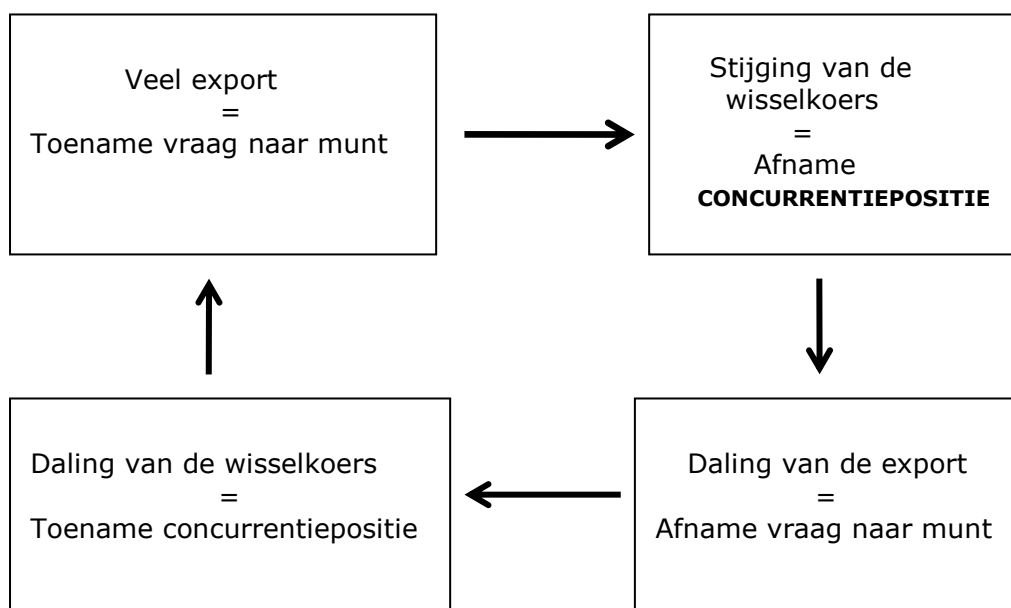 Veel export
=
Toename vraag naar munt
Stijging van de
wisselkoers
=
Afname
CONCURRENTIEPOSITIE
Daling van de wisselkoers
=
Toename concurrentiepositie
Daling van de export
=
Afname vraag naar munt